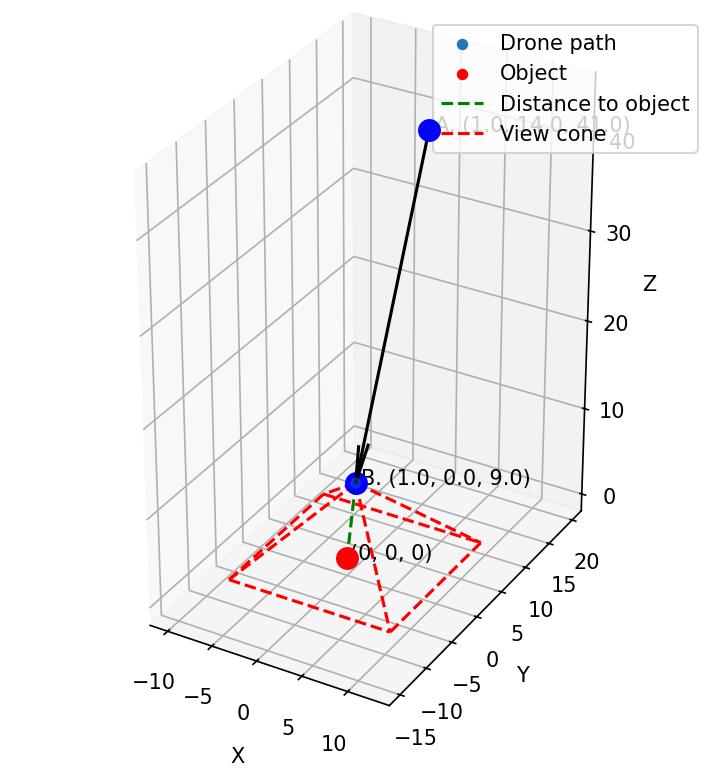 Drone path
Object
Distance to object
View cone
A. (1.0, 14.0, 41.0)
40
30
Z
20
10
B. (1.0, 0.0, 9.0)
0
(0, 0, 0)
20
15
10
5
0
Y
−5
−10
−15
−10
−5
0
5
10
X